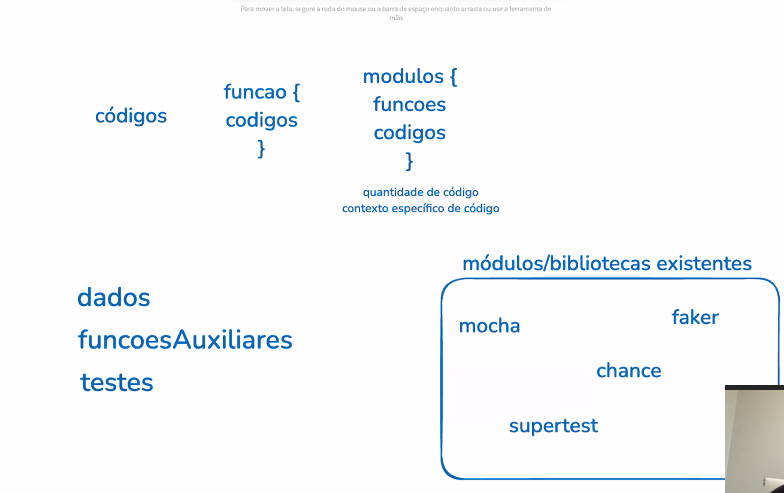 Para mover a tela, segure a roda do mouse ou a barra de espaço enquanto arrasta ou use a ferramenta de
mão
códigos
funcao {
codigos
}
modulos {
funcoes
codigos
}
quantidade de código
contexto específico de código
dados
funcoesAuxiliares
testes
módulos/bibliotecas existentes
mocha
faker
chance
supertest